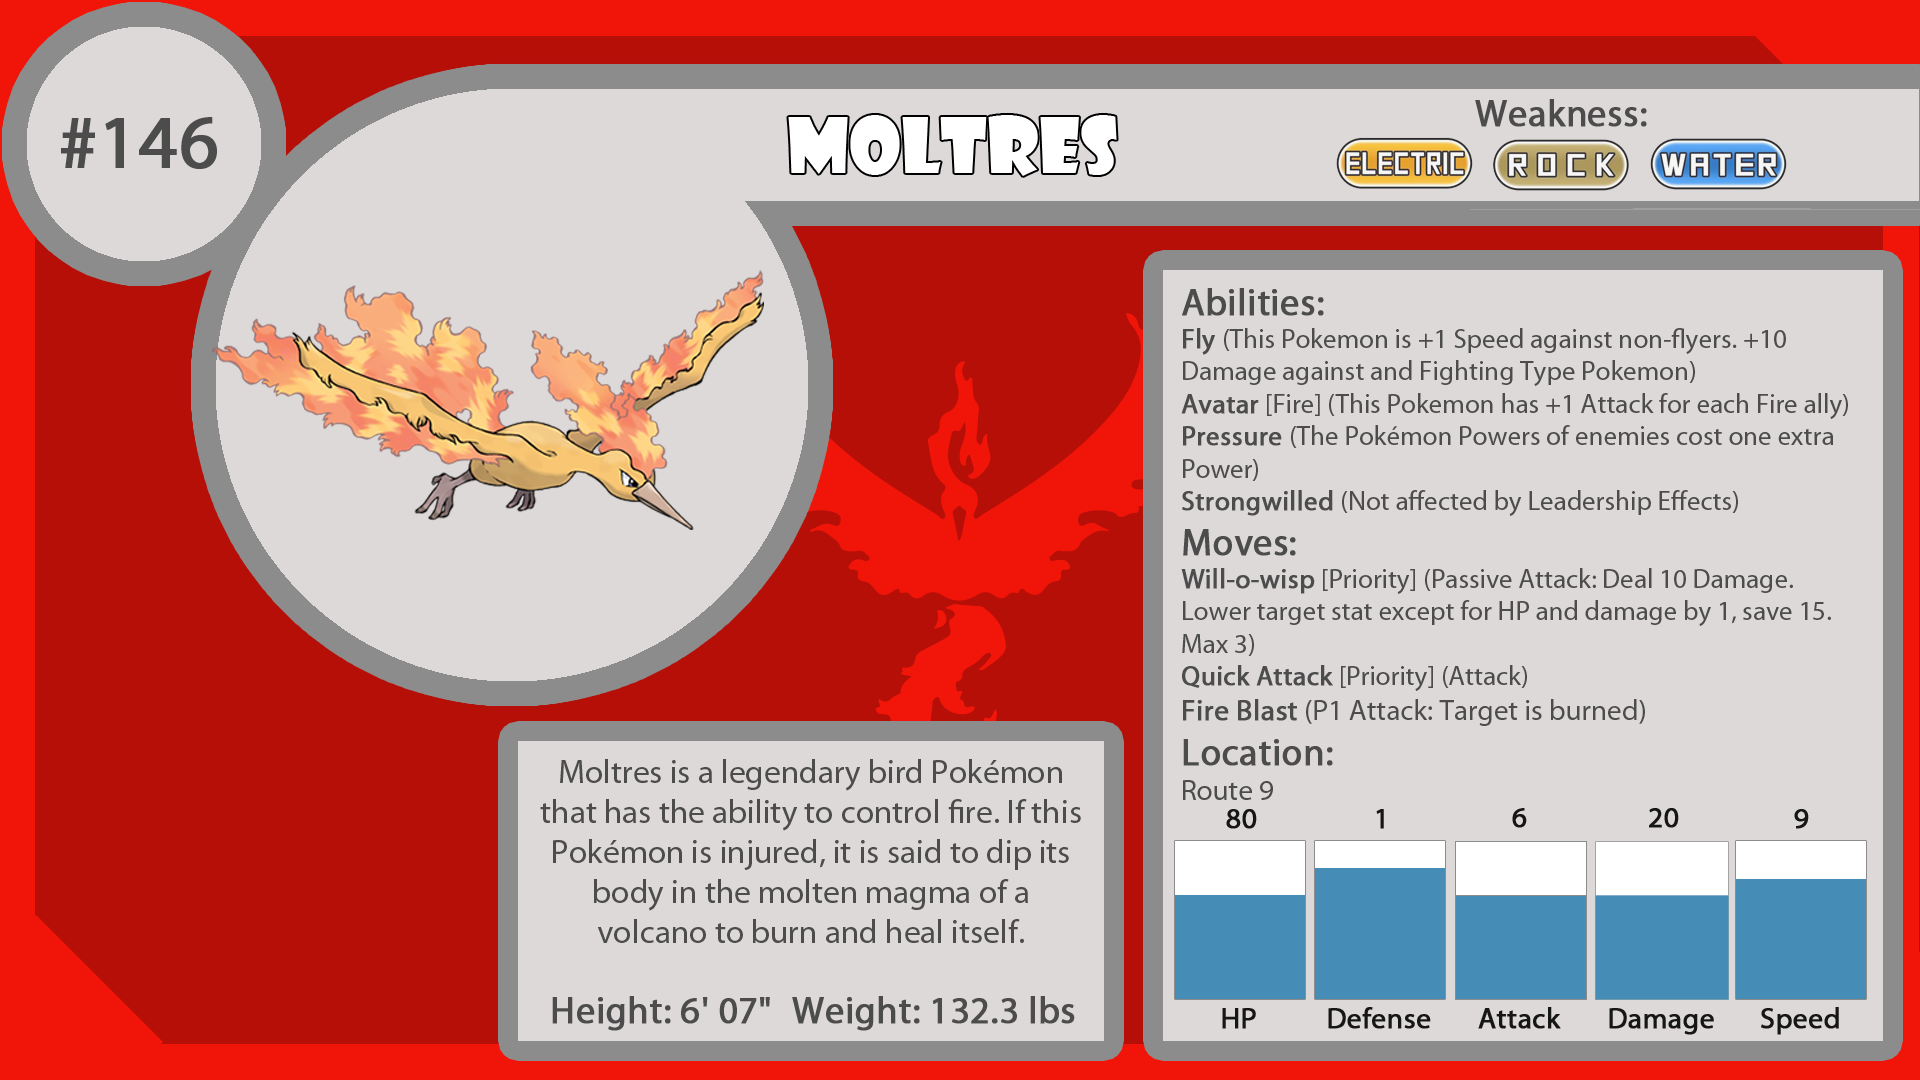 #146
MOLTRES
Weakness:
ELECTRIC ROCK WATER
Abilities:
Fly (This Pokemon is +1 Speed against non-flyers. +10
Damage against and Fighting Type Pokemon)
Avatar [Fire] (This Pokemon has +1 Attack for each Fire ally)
Pressure (The Pokémon Powers of enemies cost one extra
Power)
Strongwilled (Not affected by Leadership Effects)
Moves:
Will-o-wisp [Priority] (Passive Attack: Deal 10 Damage.
Lower target stat except for HP and damage by 1, save 15.
Max 3)
Quick Attack [Priority] (Attack)
Fire Blast (P1 Attack: Target is burned)
Location:
Route 9
80 1 6 20 9
HP Defense Attack Damage Speed
Moltres is a legendary bird Pokémon
that has the ability to control fire. If this
Pokémon is injured, it is said to dip its
body in the molten magma of a
volcano to burn and heal itself.
Height: 6' 07" Weight: 132.3 lbs